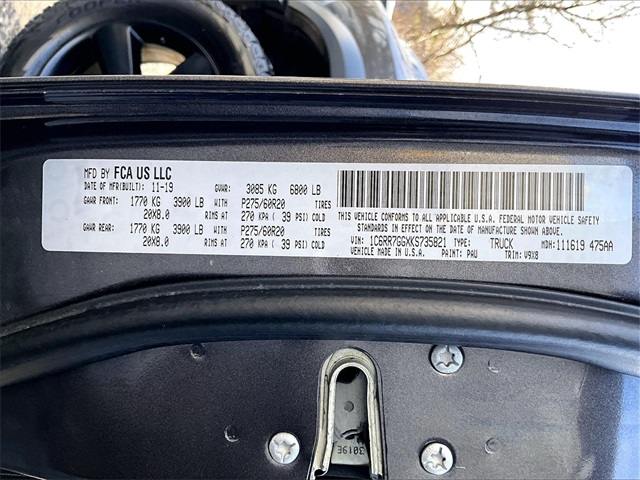 COOPER
MFD BY FCA US LLC
DATE OF MFR(BUILT): 11-19 GVWR: 3085 KG 6800 LB
GAWR FRONT: 1770 KG 3900 LB WITH P275/60R20 TIRES
20X8.0 RIMS AT 270 KPA ( 39 PSI) COLD
GAWR REAR: 1770 KG 3900 LB WITH P275/60R20 TIRES
20X8.0 RIMS AT 270 KPA ( 39 PSI) COLD
THIS VEHICLE CONFORMS TO ALL APPLICABLE U.S.A. FEDERAL MOTOR VEHICLE SAFETY
STANDARDS IN EFFECT ON THE DATE OF MANUFACTURE SHOWN ABOVE.
VIN: 1C6RR7GGXKS735821 TYPE: TRUCK MDH: 111619 475AA
VEHICLE MADE IN U.S.A. PAINT: PAU TRIM: V9X8
3019E